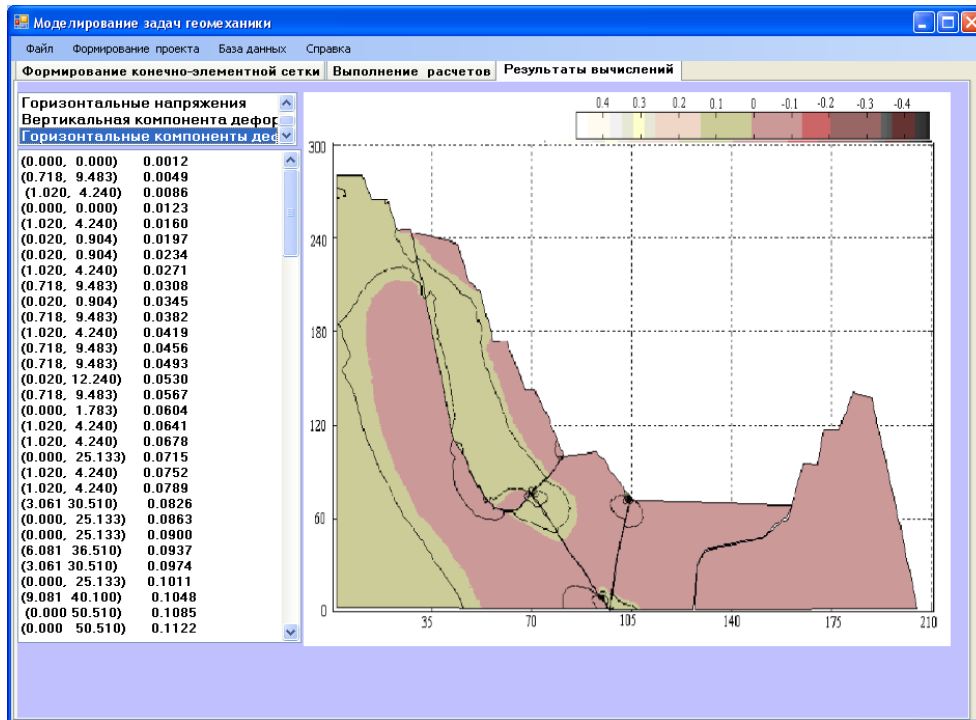 Моделирование задач геомеханики
Файл Формирование проекта База данных Справка
Формирование конечно-элементной сетки Выполнение расчетов Результаты вычислений
Горизонтальные напряжения
Вертикальная компонента дефор
Горизонтальные компоненты деф
(0.000, 0.000) 0.0012
(0.718, 9.483) 0.0049
(1.020, 4.240) 0.0086
(0.000, 0.000) 0.0123
(1.020, 4.240) 0.0160
(0.020, 0.904) 0.0197
(0.020, 0.904) 0.0234
(1.020, 4.240) 0.0271
(0.718, 9.483) 0.0308
(0.020, 0.904) 0.0345
(0.718, 9.483) 0.0382
(1.020, 4.240) 0.0419
(0.718, 9.483) 0.0456
(0.718, 9.483) 0.0493
(0.020, 12.240) 0.0530
(0.718, 9.483) 0.0567
(0.000, 1.783) 0.0604
(1.020, 4.240) 0.0641
(1.020, 4.240) 0.0678
(0.000, 25.133) 0.0715
(1.020, 4.240) 0.0752
(1.020, 4.240) 0.0789
(3.061 30.510) 0.0826
(0.000, 25.133) 0.0863
(0.000, 25.133) 0.0900
(6.081 36.510) 0.0937
(3.061 30.510) 0.0974
(0.000, 25.133) 0.1011
(9.081 40.100) 0.1048
(0.000 50.510) 0.1085
(0.000 50.510) 0.1122
0.4 0.3 0.2 0.1 0 -0.1 -0.2 -0.3 -0.4
300
240
180
120
60
0
35 70 105 140 175 210